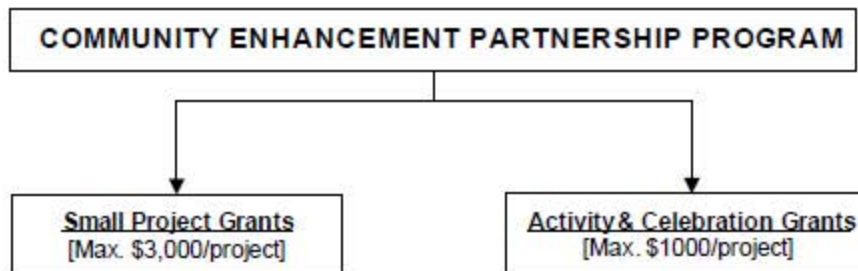 COMMUNITY ENHANCEMENT PARTNERSHIP PROGRAM
Small Project Grants
[Max. $3,000/project]
Activity & Celebration Grants
[Max. $1000/project]